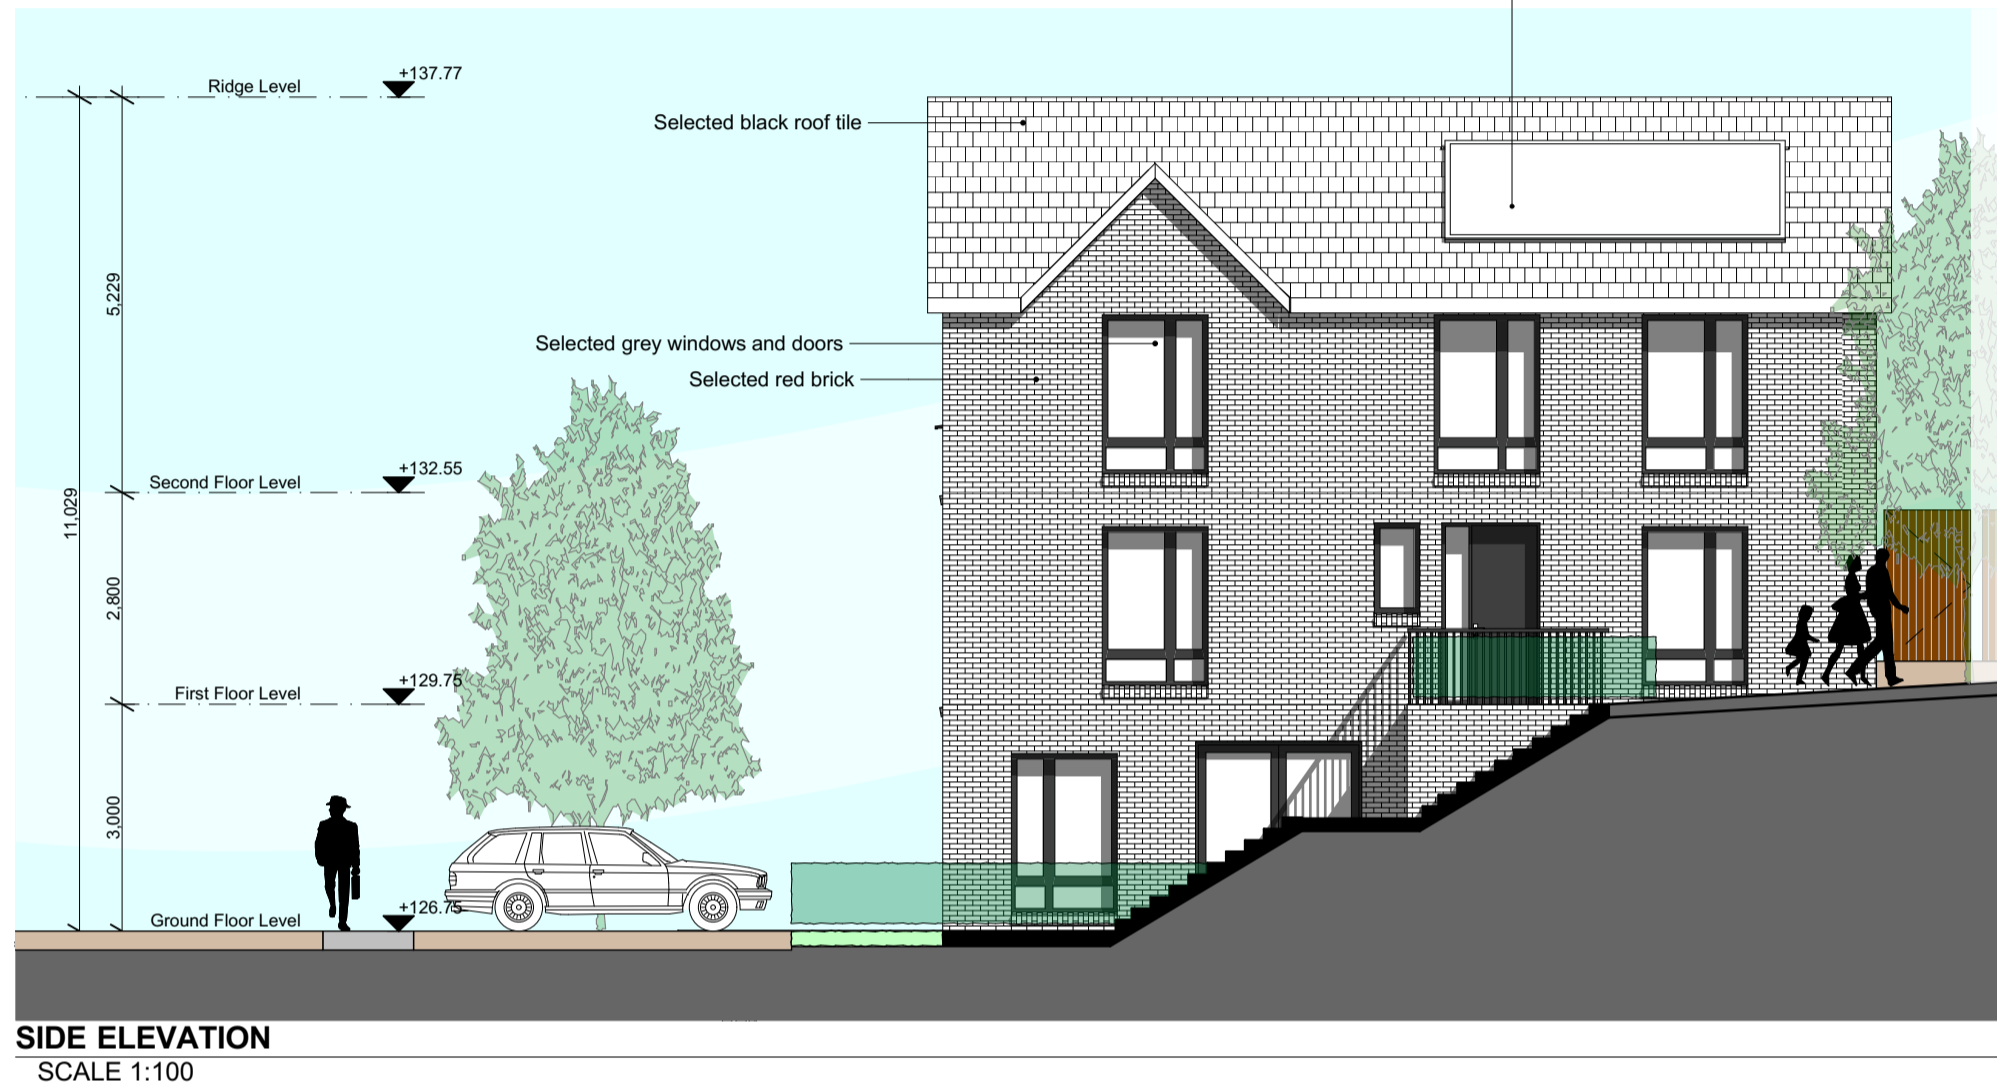 +137.77
Ridge Level
Selected black roof tile
5,229
Selected grey windows and doors
Selected red brick
+132.55
Second Floor Level
11,029
2,800
+129.75
First Floor Level
3,000
+126.75
Ground Floor Level
SIDE ELEVATION
SCALE 1:100